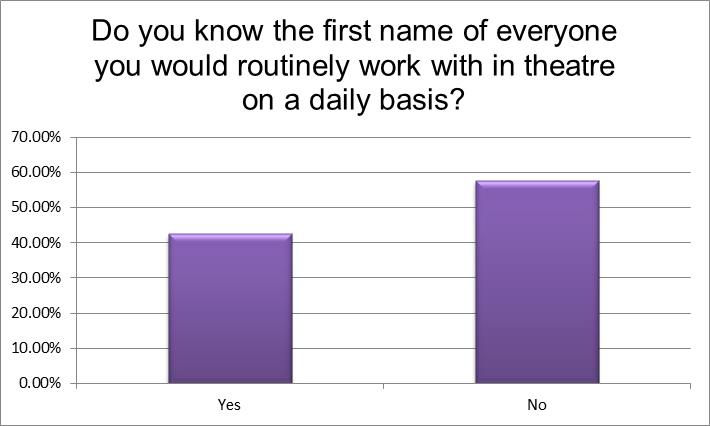 Do you know the first name of everyone
you would routinely work with in theatre
on a daily basis?
70.00%
60.00%
50.00%
40.00%
30.00%
20.00%
10.00%
0.00%
Yes No